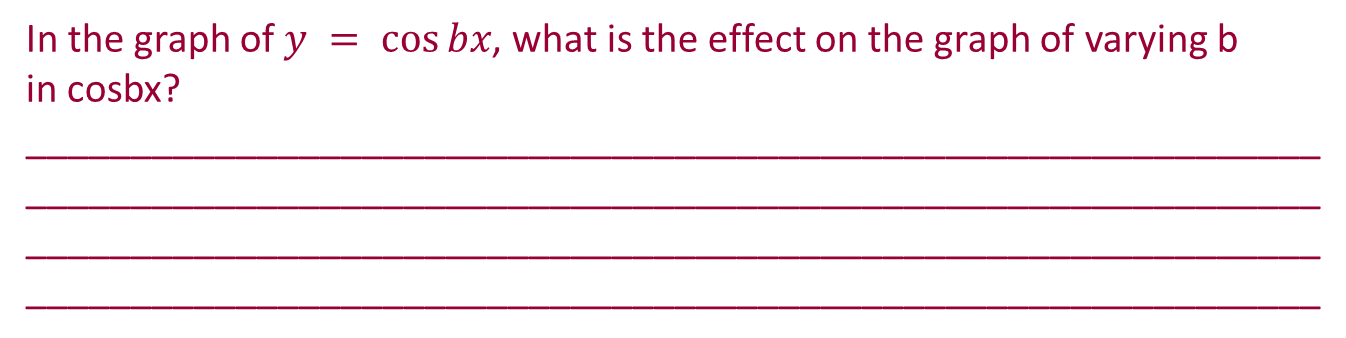 In the graph of y = cos bx, what is the effect on the graph of varying b
in cosbx?